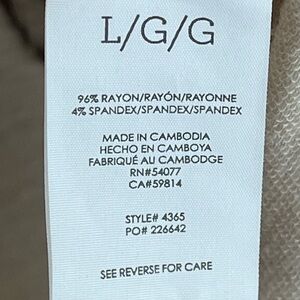 L/G/G
96% RAYON/RAYÓN/RAYONNE
4% SPANDEX/SPANDEX/SPANDEX
MADE IN CAMBODIA
HECHO EN CAMBOYA
FABRIQUÉ AU CAMBODGE
RN#54077
CA#59814
STYLE# 4365
PO# 226642
SEE REVERSE FOR CARE